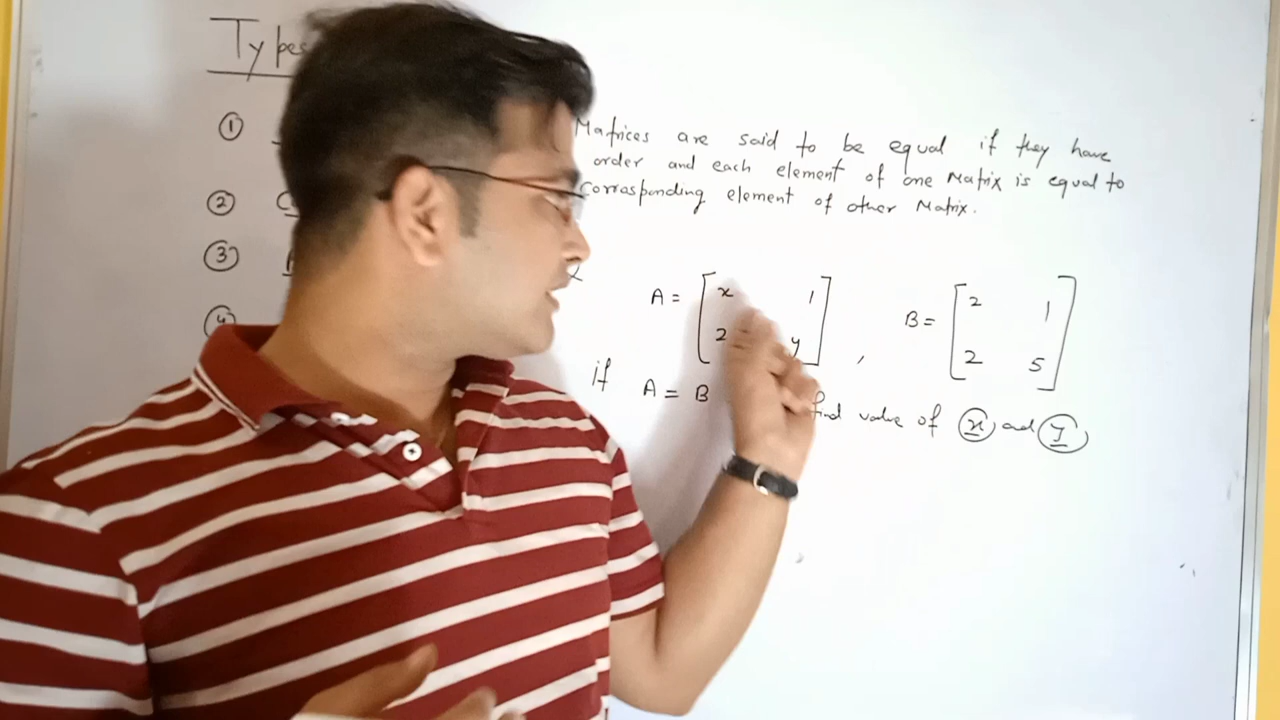 Types
①
② C
③
④
Matrices are said to be equal if they have
order and each element of one Matrix is equal to
corrasponding element of other Matrix.
A = [ x 1 , B = [ 2 1 ]
2 y ] 2 5 ]
if A = B find value of x and y